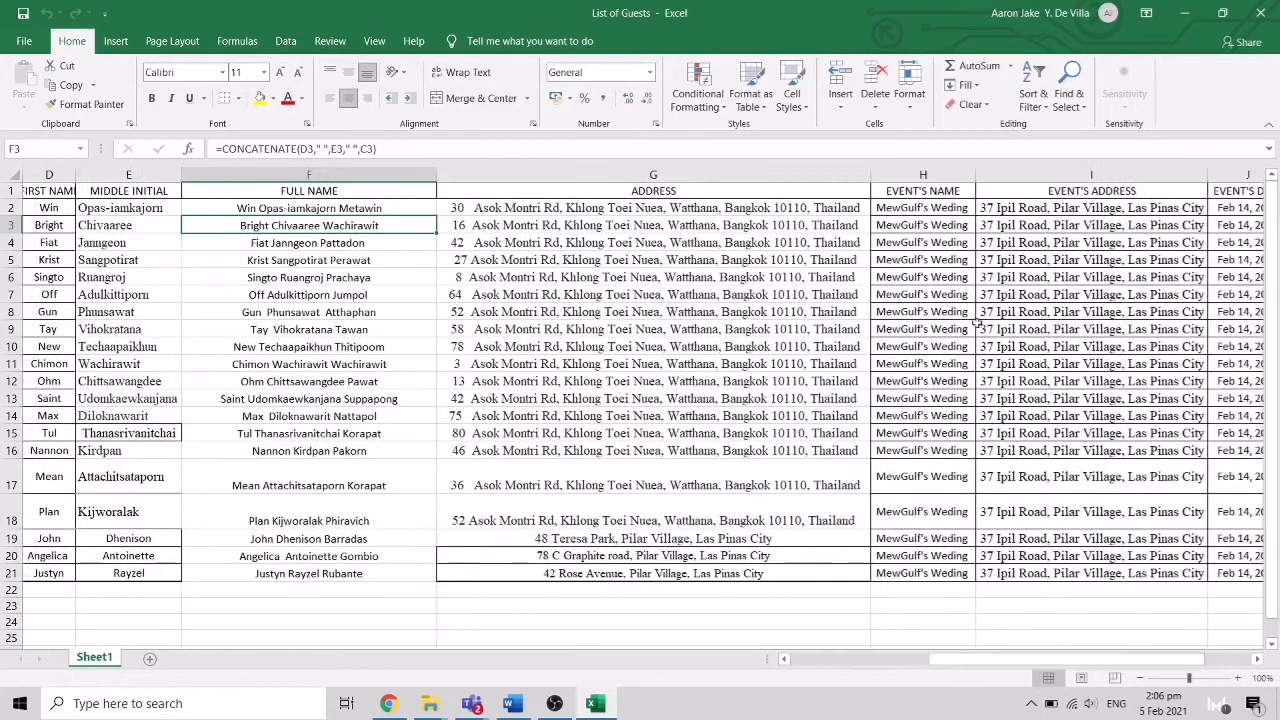 List of Guests - Excel
Aaron Jake Y. De Villa
AJ
File Home Insert Page Layout Formulas Data Review View Help Tell me what you want to do
Share
Paste
Cut
Copy
Format Painter
Clipboard
Calibri 11
B I U
Font
Wrap Text
Merge & Center
Alignment
General
Number
Conditional Formatting
Format as Table
Cell Styles
Styles
Insert Delete Format
Cells
AutoSum
Fill
Clear
Sort & Filter
Find & Select
Editing
Sensitivity
Sensitivity
F3 fx =CONCATENATE(D3," ",E3," ",C3)
D E F G H I J
1 FIRST NAM MIDDLE INITIAL FULL NAME ADDRESS EVENT'S NAME EVENT'S ADDRESS EVENT'S D
2 Win Opas-iamkajorn Win Opas-iamkajorn Metawin 30 Asok Montri Rd, Khlong Toei Nuea, Watthana, Bangkok 10110, Thailand MewGulf's Weding 37 Ipil Road, Pilar Village, Las Pinas City Feb 14, 20
3 Bright Chivaaree Bright Chivaaree Wachirawit 16 Asok Montri Rd, Khlong Toei Nuea, Watthana, Bangkok 10110, Thailand MewGulf's Weding 37 Ipil Road, Pilar Village, Las Pinas City Feb 14, 20
4 Fiat Janngeon Fiat Janngeon Pattadon 42 Asok Montri Rd, Khlong Toei Nuea, Watthana, Bangkok 10110, Thailand MewGulf's Weding 37 Ipil Road, Pilar Village, Las Pinas City Feb 14, 20
5 Krist Sangpotirat Krist Sangpotirat Perawat 27 Asok Montri Rd, Khlong Toei Nuea, Watthana, Bangkok 10110, Thailand MewGulf's Weding 37 Ipil Road, Pilar Village, Las Pinas City Feb 14, 20
6 Singto Ruangroj Singto Ruangroj Prachaya 8 Asok Montri Rd, Khlong Toei Nuea, Watthana, Bangkok 10110, Thailand MewGulf's Weding 37 Ipil Road, Pilar Village, Las Pinas City Feb 14, 20
7 Off Adulkittiporn Off Adulkittiporn Jumpol 64 Asok Montri Rd, Khlong Toei Nuea, Watthana, Bangkok 10110, Thailand MewGulf's Weding 37 Ipil Road, Pilar Village, Las Pinas City Feb 14, 20
8 Gun Phunsawat Gun Phunsawat Atthaphan 52 Asok Montri Rd, Khlong Toei Nuea, Watthana, Bangkok 10110, Thailand MewGulf's Weding 37 Ipil Road, Pilar Village, Las Pinas City Feb 14, 20
9 Tay Vihokratana Tay Vihokratana Tawan 58 Asok Montri Rd, Khlong Toei Nuea, Watthana, Bangkok 10110, Thailand MewGulf's Weding 37 Ipil Road, Pilar Village, Las Pinas City Feb 14, 20
10 New Techaapaikhun New Techaapaikhun Thitipoom 78 Asok Montri Rd, Khlong Toei Nuea, Watthana, Bangkok 10110, Thailand MewGulf's Weding 37 Ipil Road, Pilar Village, Las Pinas City Feb 14, 20
11 Chimon Wachirawit Chimon Wachirawit Wachirawit 3 Asok Montri Rd, Khlong Toei Nuea, Watthana, Bangkok 10110, Thailand MewGulf's Weding 37 Ipil Road, Pilar Village, Las Pinas City Feb 14, 20
12 Ohm Chittsawangdee Ohm Chittsawangdee Pawat 13 Asok Montri Rd, Khlong Toei Nuea, Watthana, Bangkok 10110, Thailand MewGulf's Weding 37 Ipil Road, Pilar Village, Las Pinas City Feb 14, 20
13 Saint Udomkaewkanjana Saint Udomkaewkanjana Suppapong 42 Asok Montri Rd, Khlong Toei Nuea, Watthana, Bangkok 10110, Thailand MewGulf's Weding 37 Ipil Road, Pilar Village, Las Pinas City Feb 14, 20
14 Max Diloknawarit Max Diloknawarit Nattapol 75 Asok Montri Rd, Khlong Toei Nuea, Watthana, Bangkok 10110, Thailand MewGulf's Weding 37 Ipil Road, Pilar Village, Las Pinas City Feb 14, 20
15 Tul Thanasrivanitchai Tul Thanasrivanitchai Korapat 80 Asok Montri Rd, Khlong Toei Nuea, Watthana, Bangkok 10110, Thailand MewGulf's Weding 37 Ipil Road, Pilar Village, Las Pinas City Feb 14, 20
16 Nannon Kirdpan Nannon Kirdpan Pakorn 46 Asok Montri Rd, Khlong Toei Nuea, Watthana, Bangkok 10110, Thailand MewGulf's Weding 37 Ipil Road, Pilar Village, Las Pinas City Feb 14, 20
17 Mean Attachitsataporn Mean Attachitsataporn Korapat 36 Asok Montri Rd, Khlong Toei Nuea, Watthana, Bangkok 10110, Thailand MewGulf's Weding 37 Ipil Road, Pilar Village, Las Pinas City Feb 14, 20
18 Plan Kijworalak Plan Kijworalak Phiravich 52 Asok Montri Rd, Khlong Toei Nuea, Watthana, Bangkok 10110, Thailand MewGulf's Weding 37 Ipil Road, Pilar Village, Las Pinas City Feb 14, 20
19 John Dhenison John Dhenison Barradas 48 Teresa Park, Pilar Village, Las Pinas City MewGulf's Weding 37 Ipil Road, Pilar Village, Las Pinas City Feb 14, 20
20 Angelica Antoinette Angelica Antoinette Gombio 78 C Graphite road, Pilar Village, Las Pinas City MewGulf's Weding 37 Ipil Road, Pilar Village, Las Pinas City Feb 14, 20
21 Justyn Rayzel Justyn Rayzel Rubante 42 Rose Avenue, Pilar Village, Las Pinas City MewGulf's Weding 37 Ipil Road, Pilar Village, Las Pinas City Feb 14, 20
22
23
24
25
Sheet1
100%
Type here to search
2
ENG
2:06 pm
5 Feb 2021
1